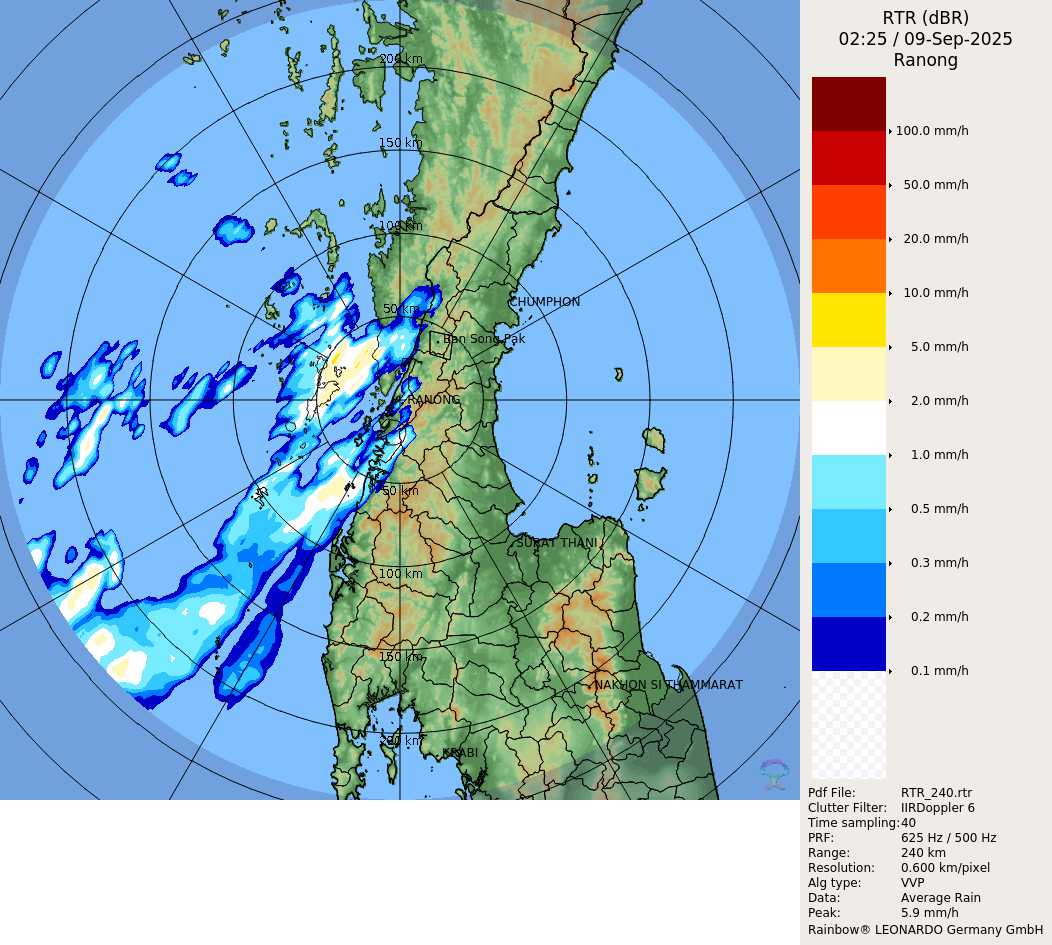 RTR (dBR)
02:25 / 09-Sep-2025
Ranong
100.0 mm/h
50.0 mm/h
20.0 mm/h
10.0 mm/h
5.0 mm/h
2.0 mm/h
1.0 mm/h
0.5 mm/h
0.3 mm/h
0.2 mm/h
0.1 mm/h
200 km
150 km
100 km
CHUMPHON
50 km
Ban Song Pak
RANONG
50 km
SURAT THANI
100 km
150 km
NAKHON SI THAMMARAT
200 km
KRABI
Pdf File: RTR_240.rtr
Clutter Filter: IIRDoppler 6
Time sampling:40
PRF: 625 Hz / 500 Hz
Range: 240 km
Resolution: 0.600 km/pixel
Alg type: VVP
Data: Average Rain
Peak: 5.9 mm/h
Rainbow® LEONARDO Germany GmbH